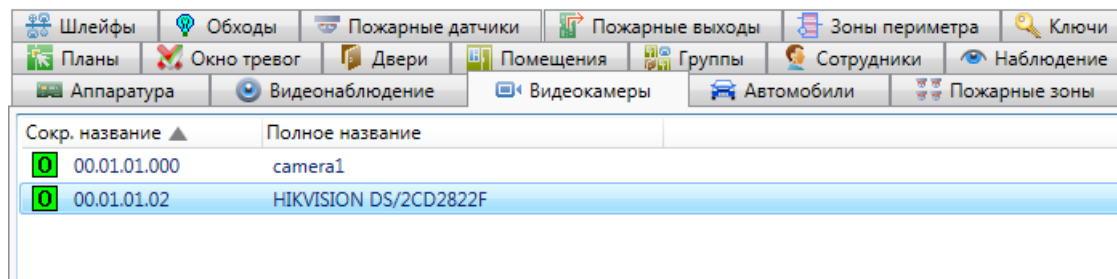 Шлейфы Обходы Пожарные датчики Пожарные выходы Зоны периметра Ключи
Планы Окно тревог Двери Помещения Группы Сотрудники Наблюдение
Аппаратура Видеонаблюдение Видеокамеры Автомобили Пожарные зоны
Сокр. название Полное название
0 00.01.01.000 camera1
0 00.01.01.02 HIKVISION DS/2CD2822F